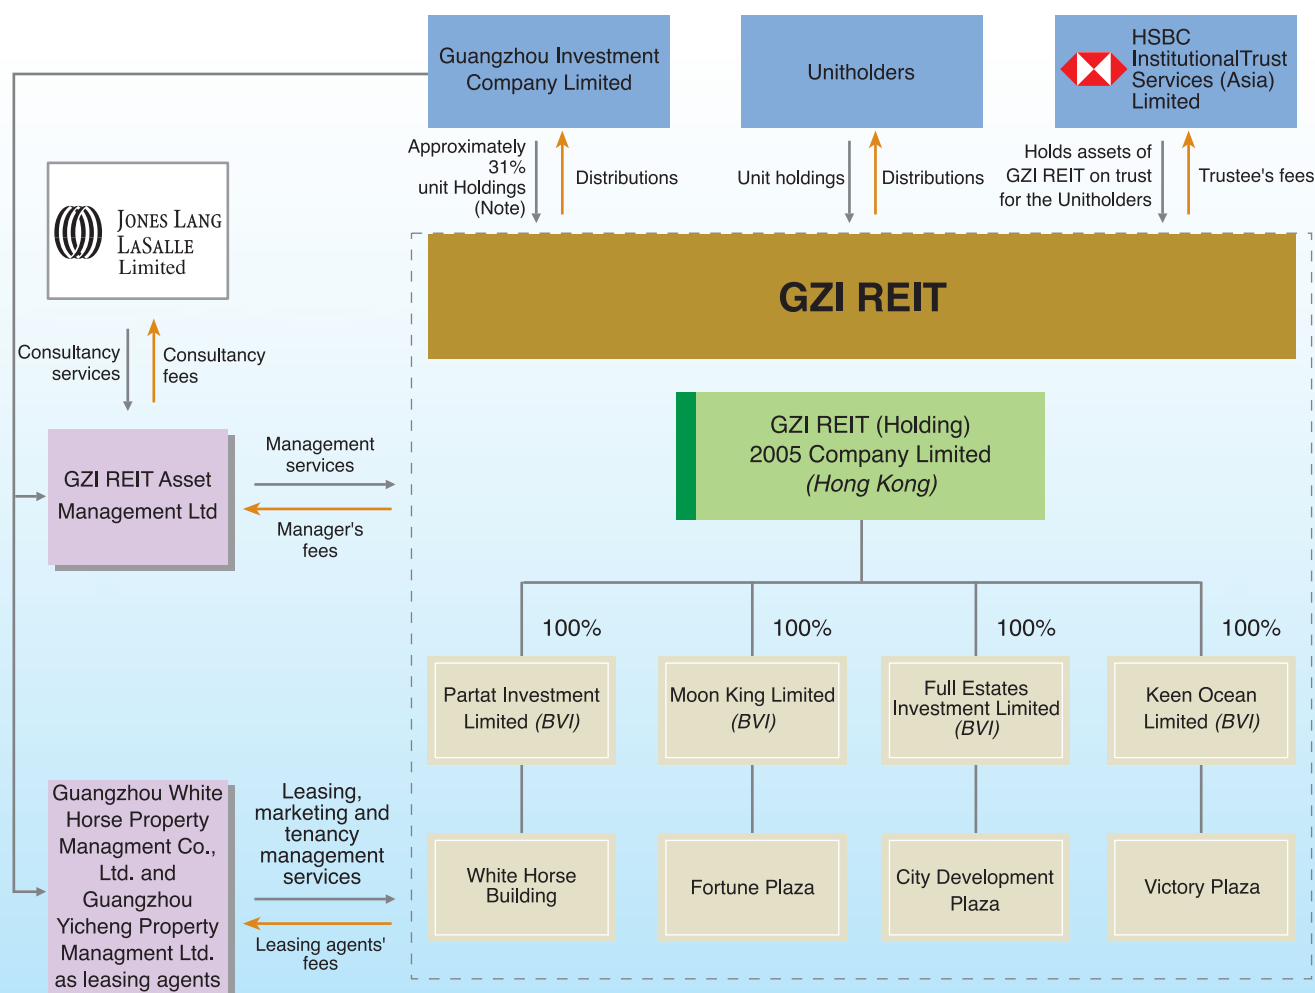 Guangzhou Investment
Company Limited
Unitholders
HSBC
InstitutionalTrust
Services (Asia)
Limited
Approximately
31%
unit Holdings
(Note)
Distributions
Unit holdings
Distributions
Holds assets of
GZI REIT on trust
for the Unitholders
Trustee's fees
JONES LANG
LASALLE
Limited
GZI REIT
Consultancy
services
Consultancy
fees
GZI REIT (Holding)
2005 Company Limited
(Hong Kong)
GZI REIT Asset
Management Ltd
Management
services
Manager's
fees
100%
100%
100%
100%
Partat Investment
Limited (BVI)
Moon King Limited
(BVI)
Full Estates
Investment Limited
(BVI)
Keen Ocean
Limited (BVI)
Guangzhou White
Horse Property
Managment Co.,
Ltd. and
Guangzhou
Yicheng Property
Managment Ltd.
as leasing agents
Leasing,
marketing and
tenancy
management
services
Leasing agents'
fees
White Horse
Building
Fortune Plaza
City Development
Plaza
Victory Plaza